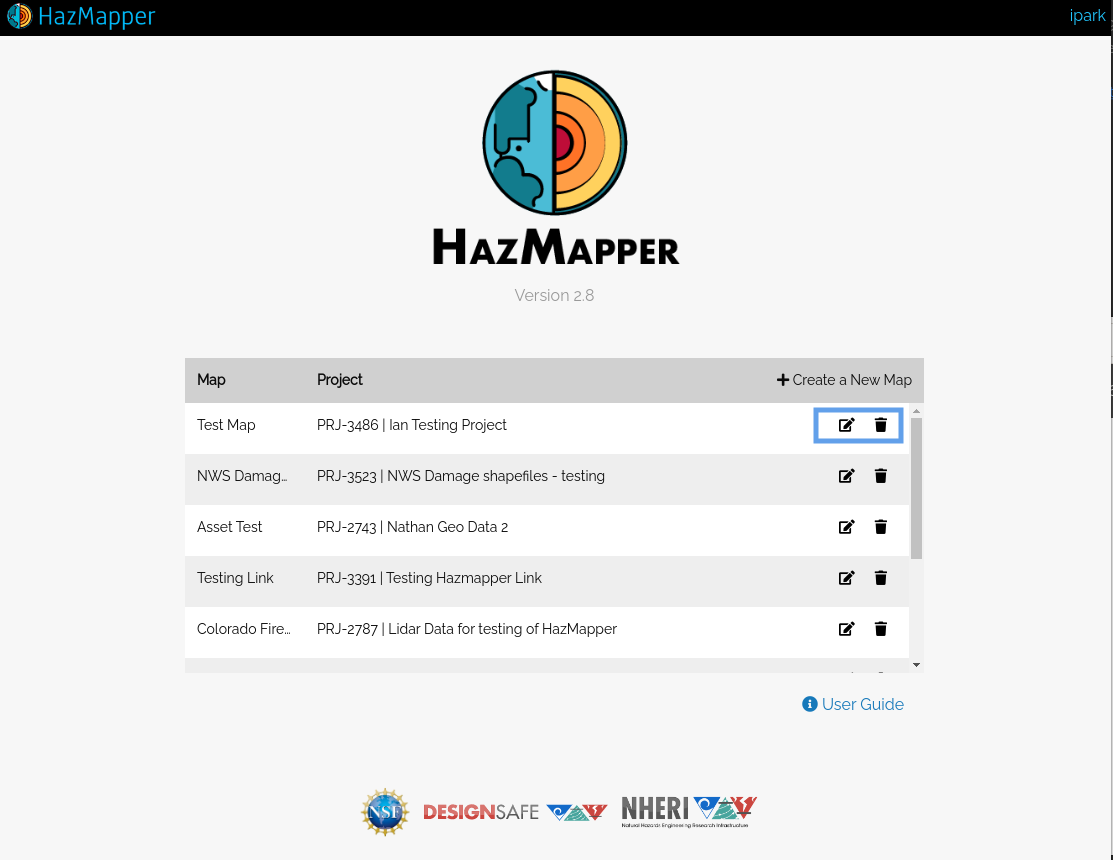 HazMapper
ipark
HAZMAPPER
Version 2.8
Map Project Create a New Map
Test Map PRJ-3486 | Ian Testing Project
NWS Damag... PRJ-3523 | NWS Damage shapefiles - testing
Asset Test PRJ-2743 | Nathan Geo Data 2
Testing Link PRJ-3391 | Testing Hazmapper Link
Colorado Fire... PRJ-2787 | Lidar Data for testing of HazMapper
User Guide
NSF DESIGNSAFE NHERI
Natural Hazards Engineering Research Infrastructure